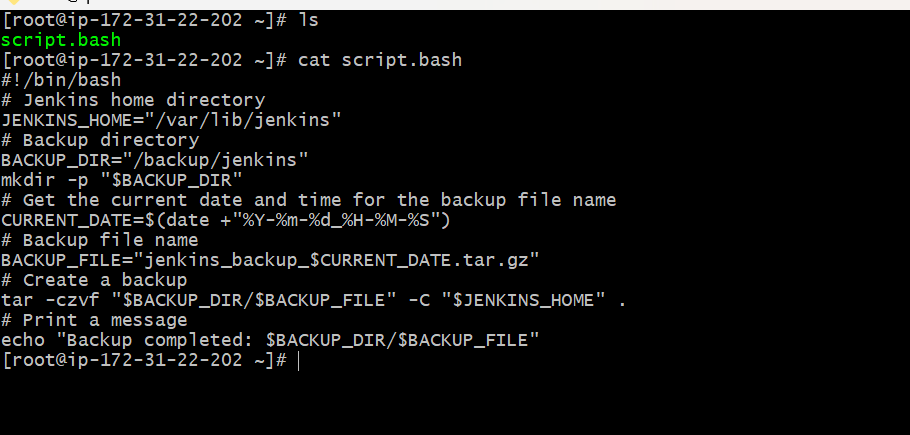 [root@ip-172-31-22-202 ~]# ls
script.bash
[root@ip-172-31-22-202 ~]# cat script.bash
#!/bin/bash
# Jenkins home directory
JENKINS_HOME="/var/lib/jenkins"
# Backup directory
BACKUP_DIR="/backup/jenkins"
mkdir -p "$BACKUP_DIR"
# Get the current date and time for the backup file name
CURRENT_DATE=$(date +"%Y-%m-%d_%H-%M-%S")
# Backup file name
BACKUP_FILE="jenkins_backup_$CURRENT_DATE.tar.gz"
# Create a backup
tar -czvf "$BACKUP_DIR/$BACKUP_FILE" -C "$JENKINS_HOME" .
# Print a message
echo "Backup completed: $BACKUP_DIR/$BACKUP_FILE"
[root@ip-172-31-22-202 ~]#